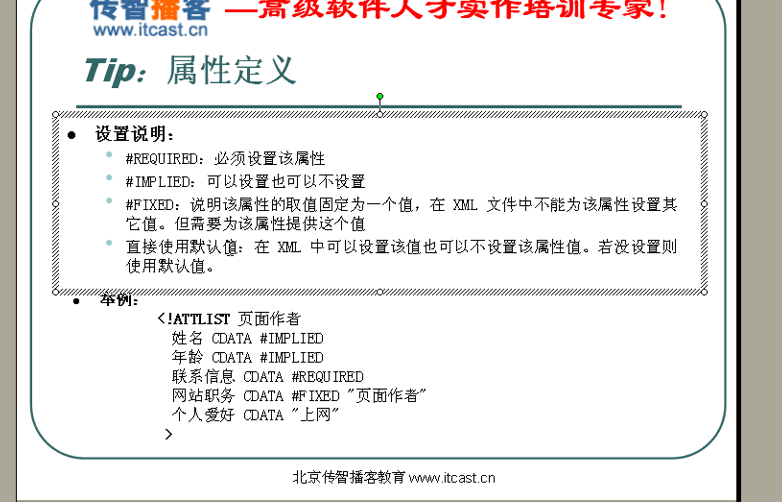 传智播客 —高级软件人才实作培训专家!
www.itcast.cn
Tip：属性定义
● 设置说明：
• #REQUIRED：必须设置该属性
• #IMPLIED：可以设置也可以不设置
• #FIXED：说明该属性的取值固定为一个值，在 XML 文件中不能为该属性设置其
它值。但需要为该属性提供这个值
• 直接使用默认值：在 XML 中可以设置该值也可以不设置该属性值。若没设置则
使用默认值。
● 举例：
<!ATTLIST 页面作者
姓名 CDATA #IMPLIED
年龄 CDATA #IMPLIED
联系信息 CDATA #REQUIRED
网站职务 CDATA #FIXED "页面作者"
个人爱好 CDATA "上网"
>
北京传智播客教育 www.itcast.cn